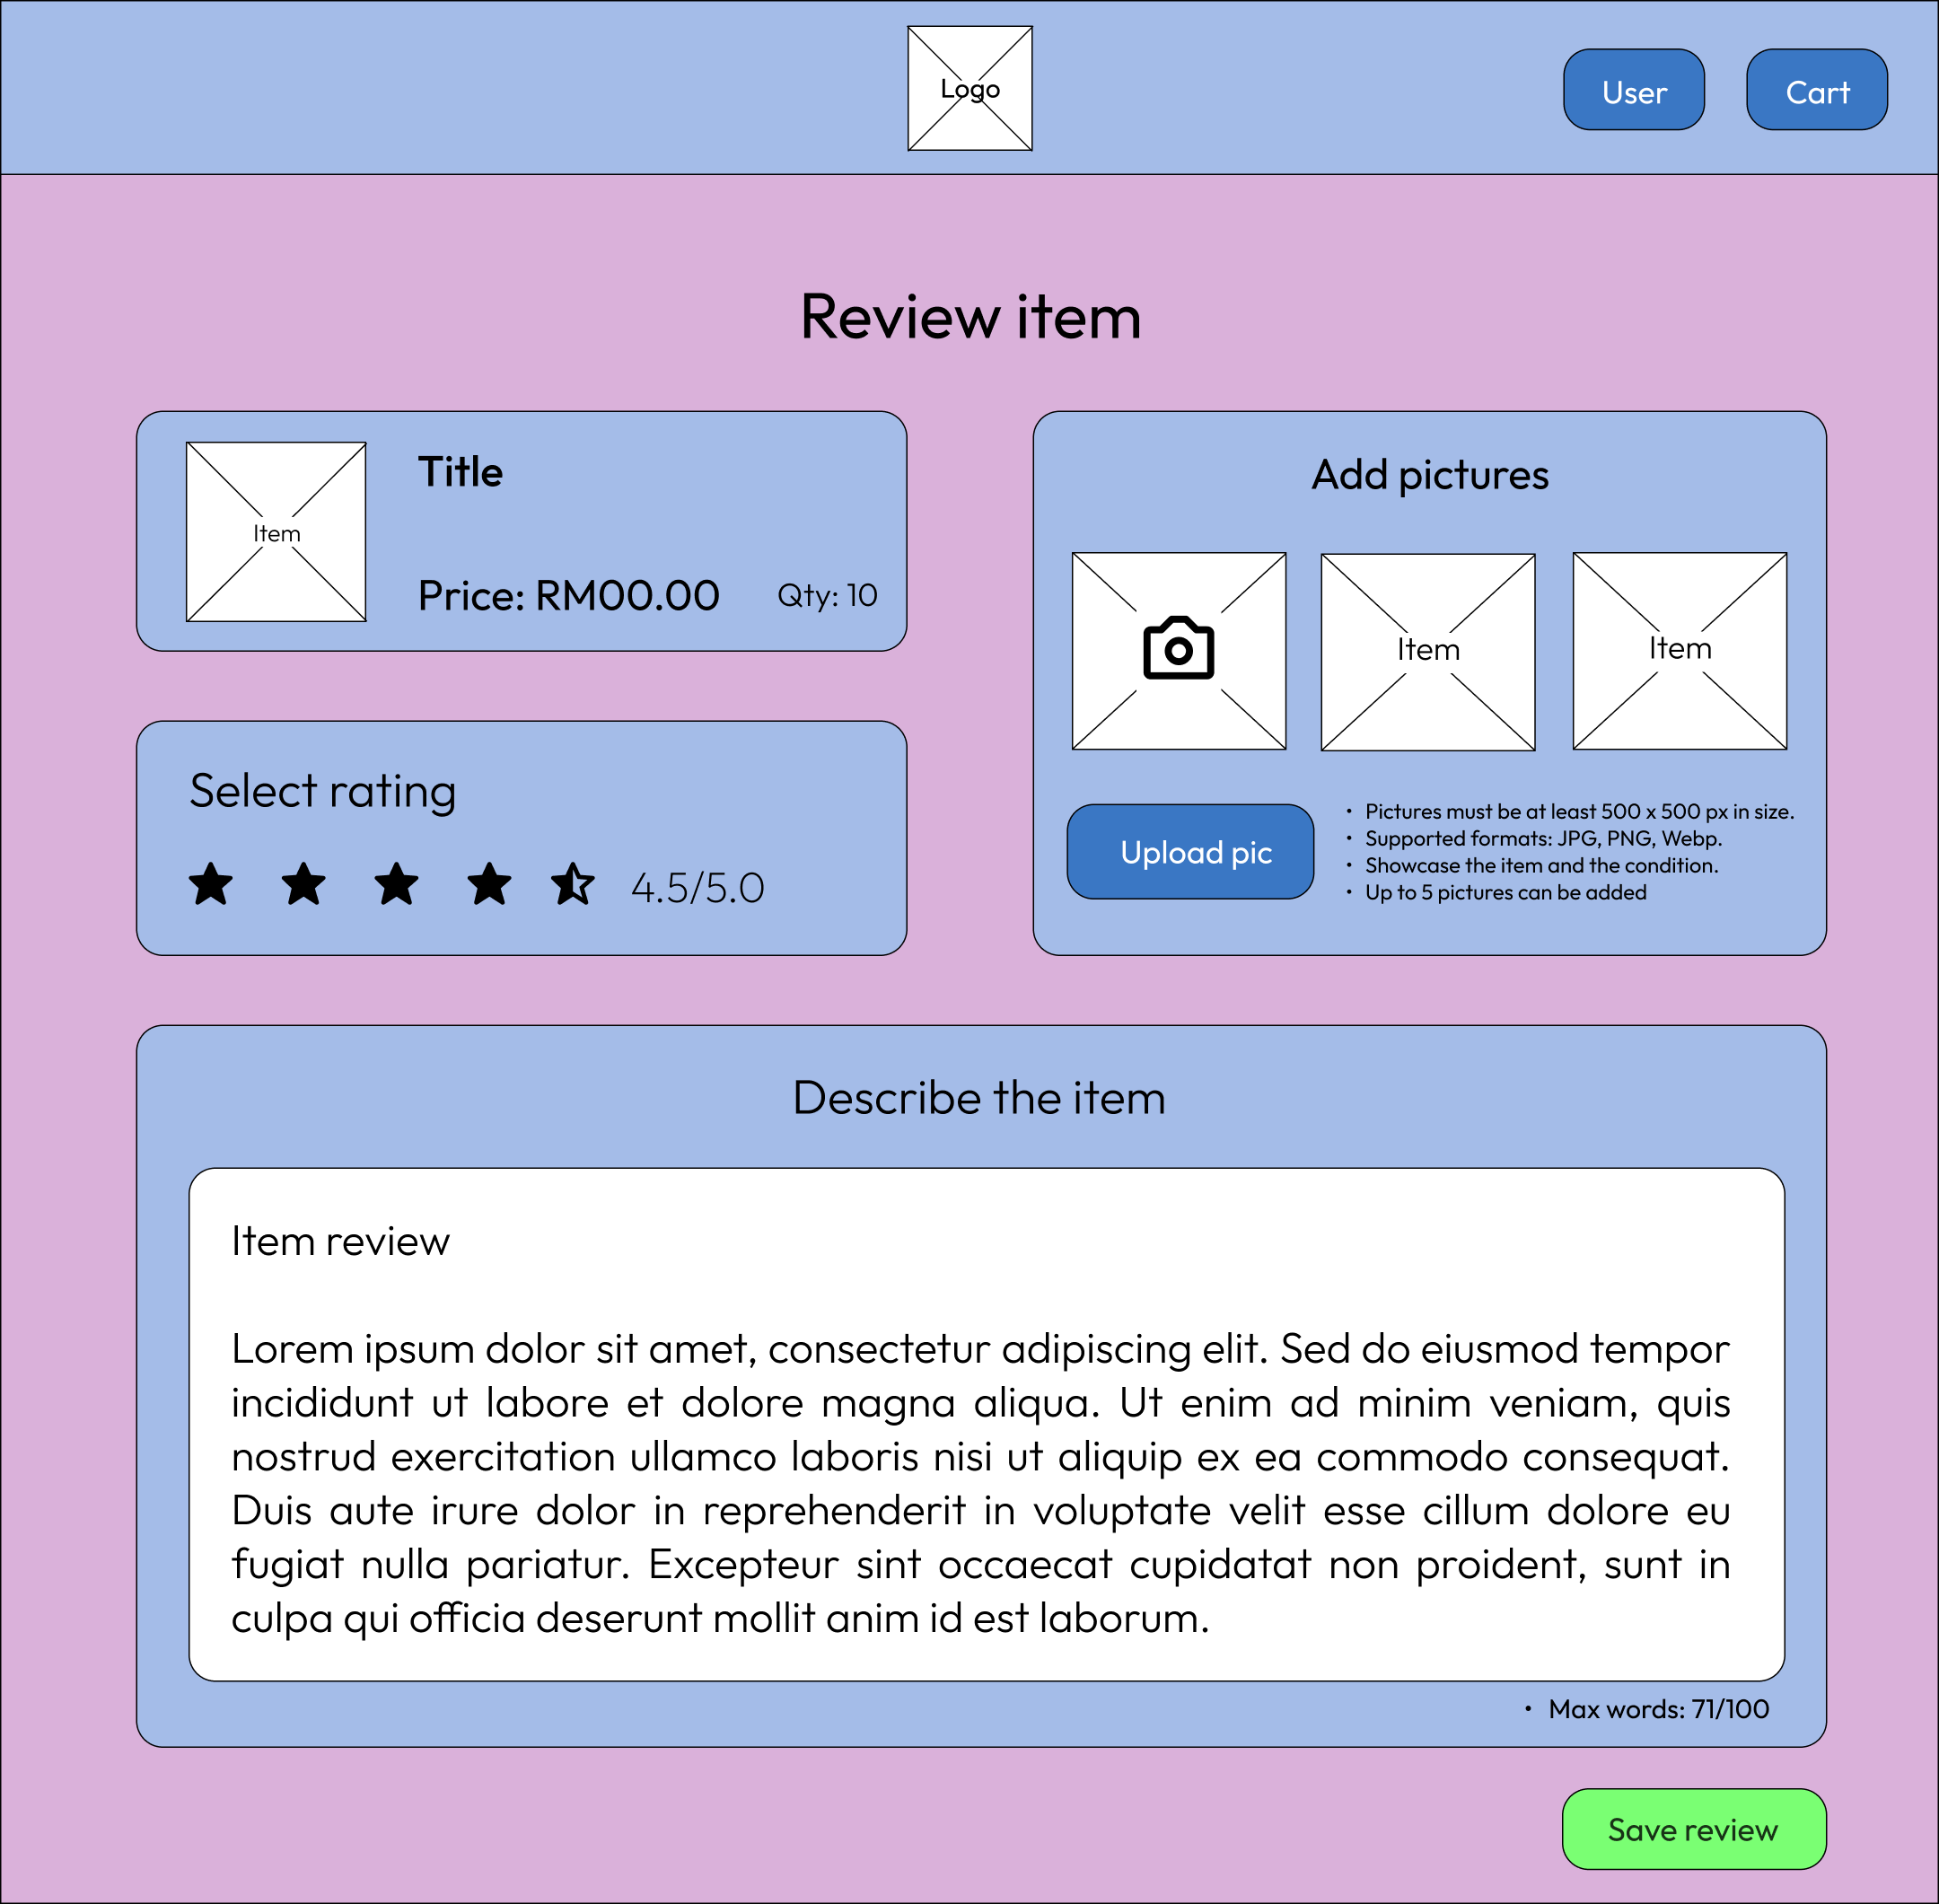 Logo
User
Cart
Review item
Item
Title
Price: RM00.00
Qty: 10
Select rating
4.5/5.0
Add pictures
Item
Item
Upload pic
• Pictures must be at least 500 x 500 px in size.
• Supported formats: JPG, PNG, Webp.
• Showcase the item and the condition.
• Up to 5 pictures can be added
Describe the item
Item review
Lorem ipsum dolor sit amet, consectetur adipiscing elit. Sed do eiusmod tempor
incididunt ut labore et dolore magna aliqua. Ut enim ad minim veniam, quis
nostrud exercitation ullamco laboris nisi ut aliquip ex ea commodo consequat.
Duis aute irure dolor in reprehenderit in voluptate velit esse cillum dolore eu
fugiat nulla pariatur. Excepteur sint occaecat cupidatat non proident, sunt in
culpa qui officia deserunt mollit anim id est laborum.
• Max words: 71/100
Save review